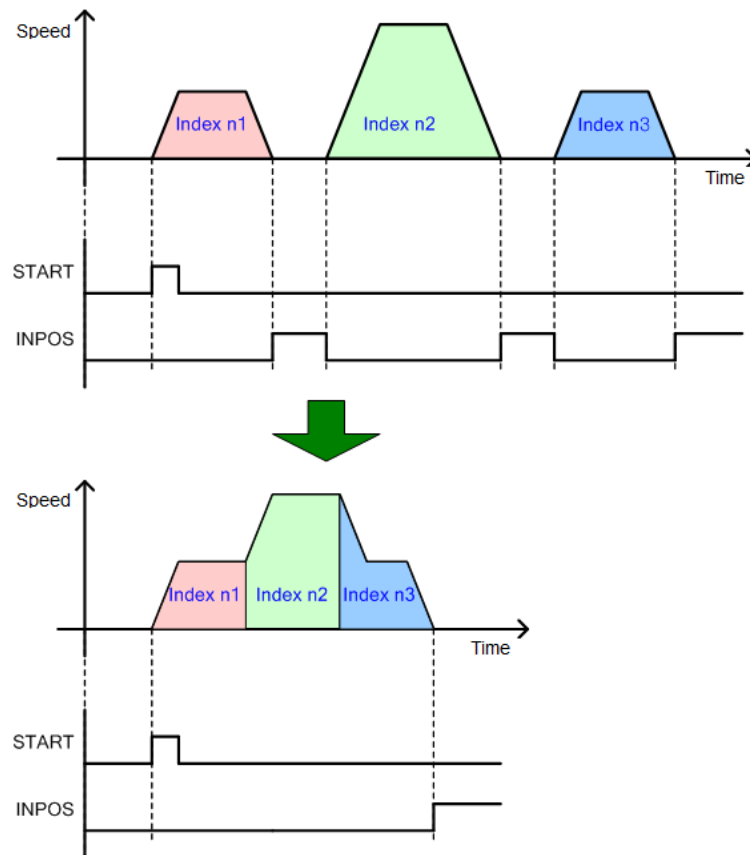 Speed
Index n1
Index n2
Index n3
Time
START
INPOS
Speed
Index n1
Index n2
Index n3
Time
START
INPOS